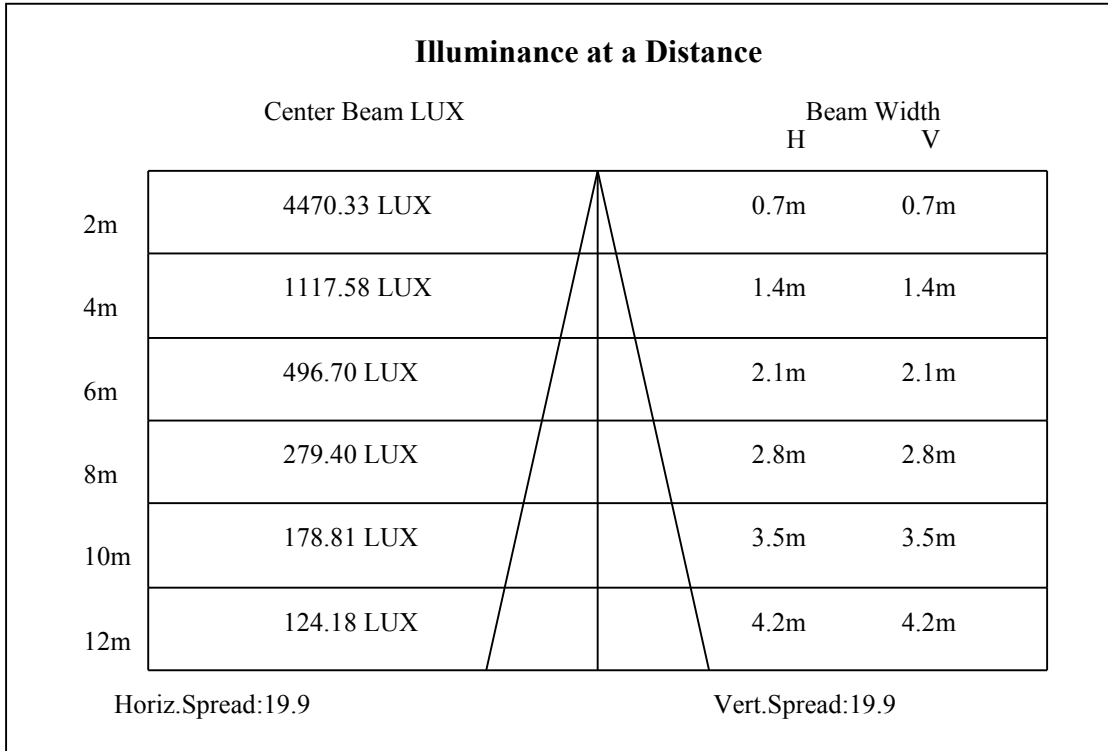 Illuminance at a Distance
Center Beam LUX Beam Width
H V
2m 4470.33 LUX 0.7m 0.7m
4m 1117.58 LUX 1.4m 1.4m
6m 496.70 LUX 2.1m 2.1m
8m 279.40 LUX 2.8m 2.8m
10m 178.81 LUX 3.5m 3.5m
12m 124.18 LUX 4.2m 4.2m
Horiz.Spread:19.9 Vert.Spread:19.9